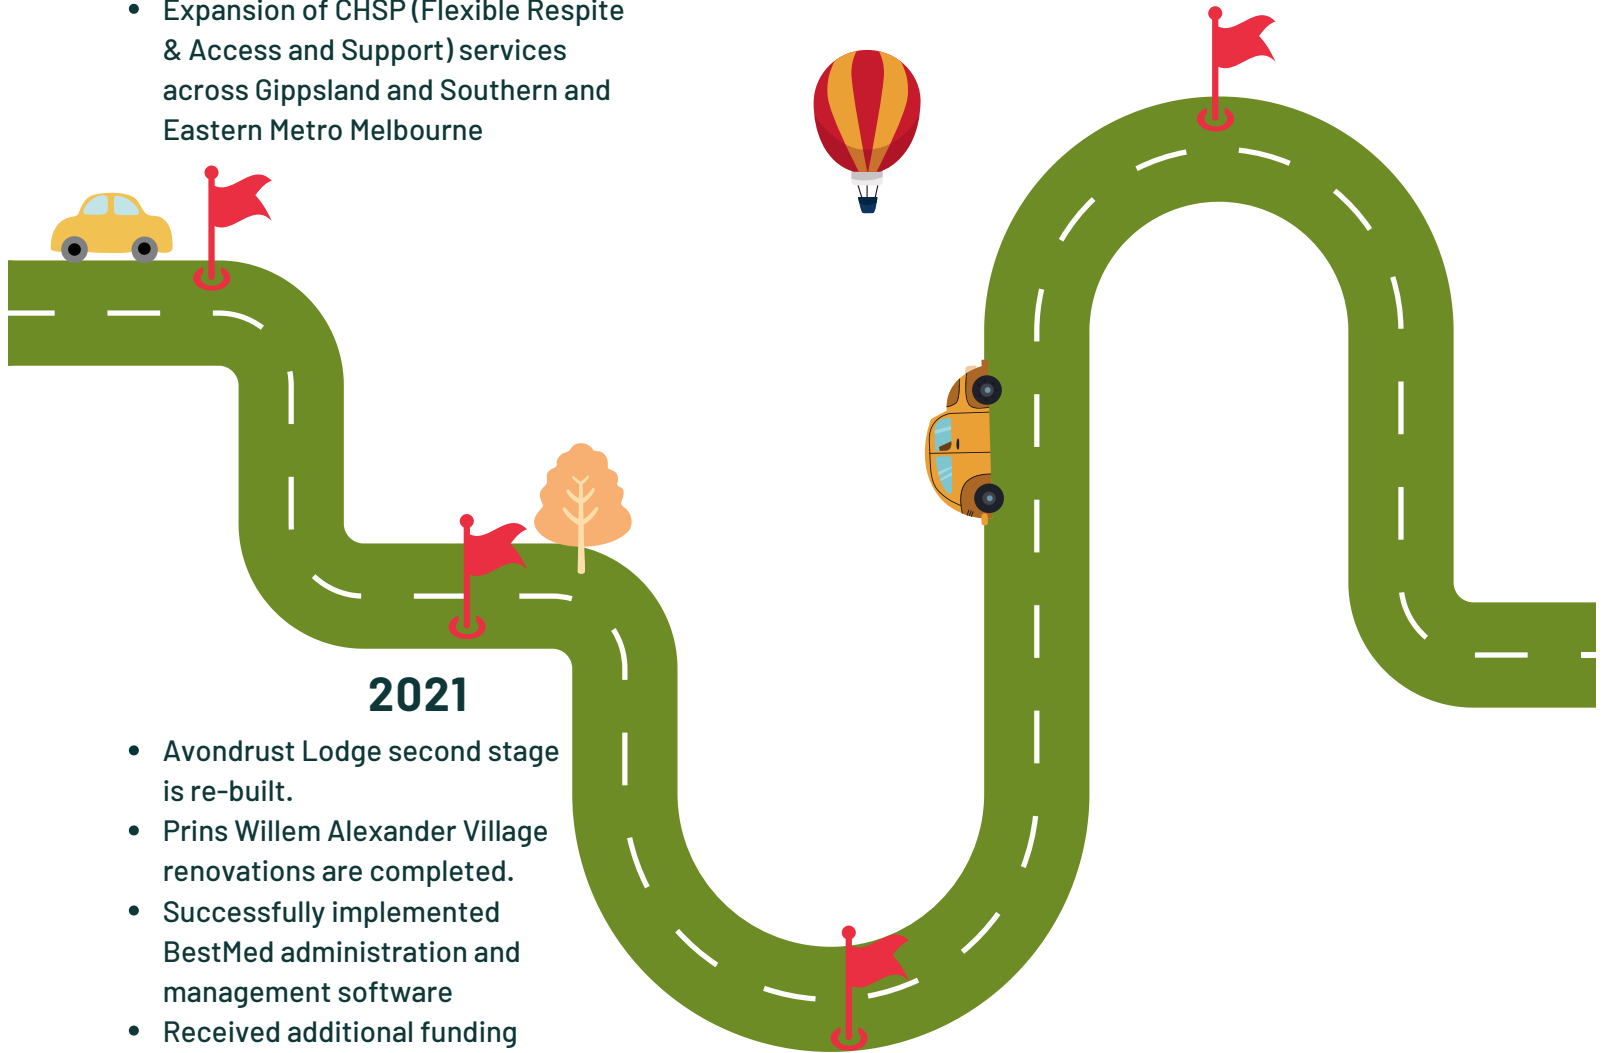 • Expansion of CHSP (Flexible Respite
& Access and Support) services
across Gippsland and Southern and
Eastern Metro Melbourne
2021
• Avondrust Lodge second stage
is re-built.
• Prins Willem Alexander Village
renovations are completed.
• Successfully implemented
BestMed administration and
management software
• Received additional funding